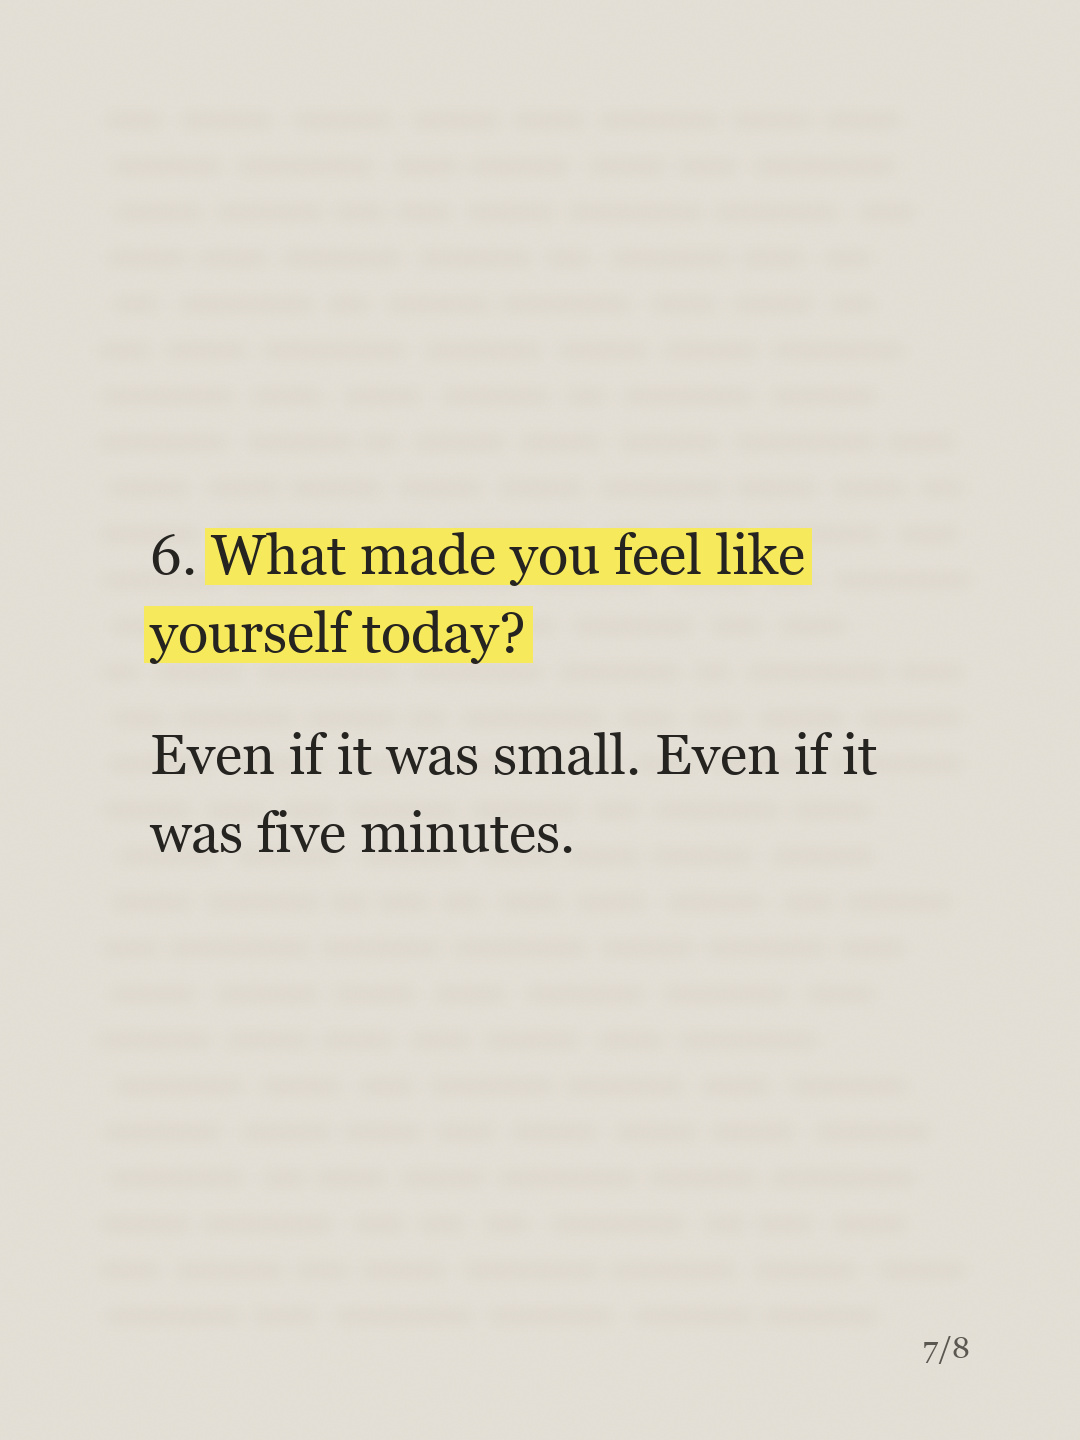 6. What made you feel like
yourself today?
Even if it was small. Even if it
was five minutes.
7/8